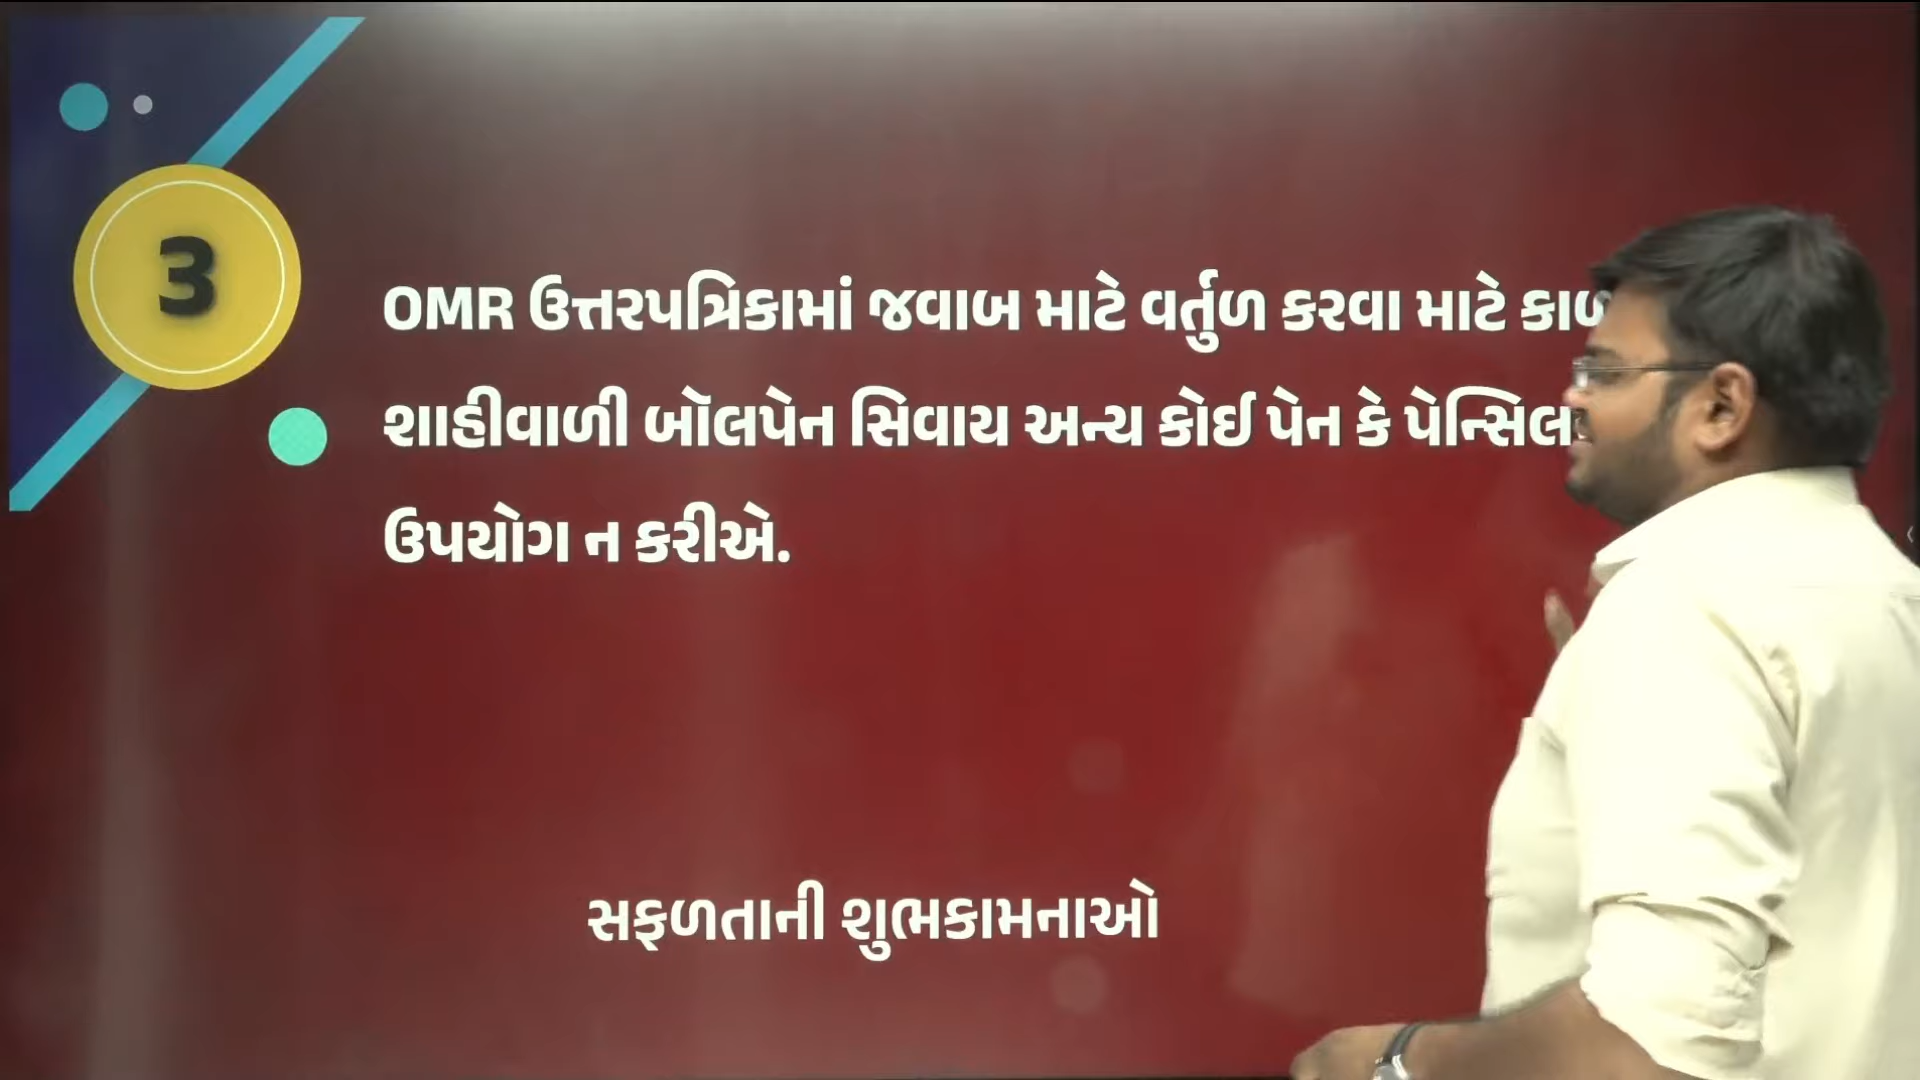 3
OMR ઉત્તરપત્રિકામાં જવાબ માટે વર્તુળ કરવા માટે
શાહીવાળી બૉલપેન સિવાય અન્ય કોઈ પેન કે પેન્સિલ
ઉપયોગ ન કરીએ.
સફળતાની શુભકામનાઓ